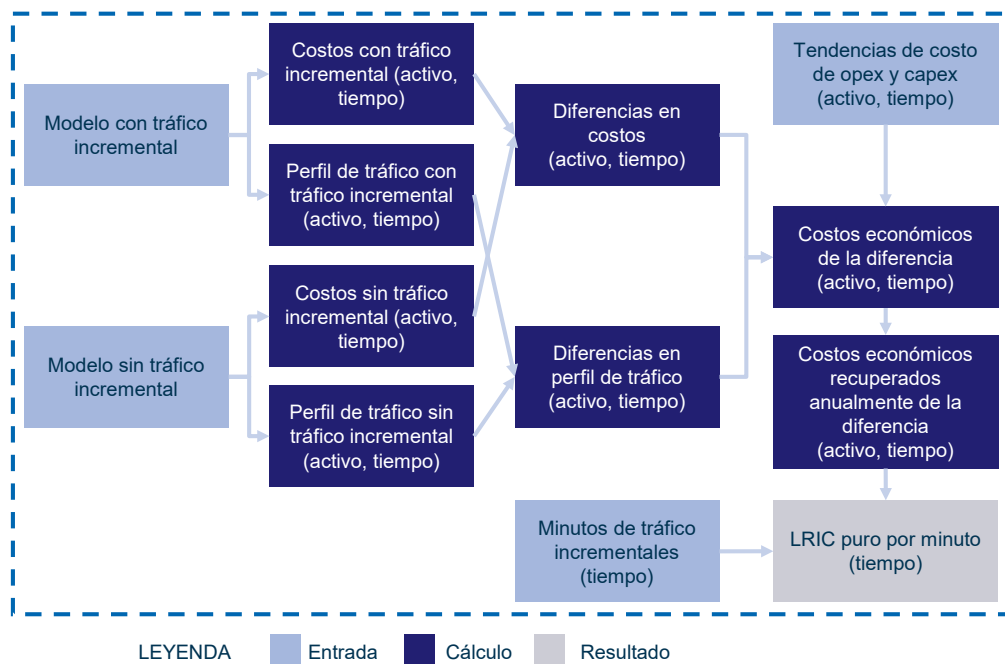 Modelo con tráfico
incremental
Modelo sin tráfico
incremental
Costos con tráfico
incremental (activo,
tiempo)
Perfil de tráfico con
tráfico incremental
(activo, tiempo)
Costos sin tráfico
incremental (activo,
tiempo)
Perfil de tráfico sin
tráfico incremental
(activo, tiempo)
Diferencias en
costos
(activo, tiempo)
Diferencias en
perfil de tráfico
(activo, tiempo)
Minutos de tráfico
incrementales
(tiempo)
Tendencias de costo
de opex y capex
(activo, tiempo)
Costos económicos
de la diferencia
(activo, tiempo)
Costos económicos
recuperados
anualmente de la
diferencia
(activo, tiempo)
LRIC puro por minuto
(tiempo)
LEYENDA
Entrada
Cálculo
Resultado